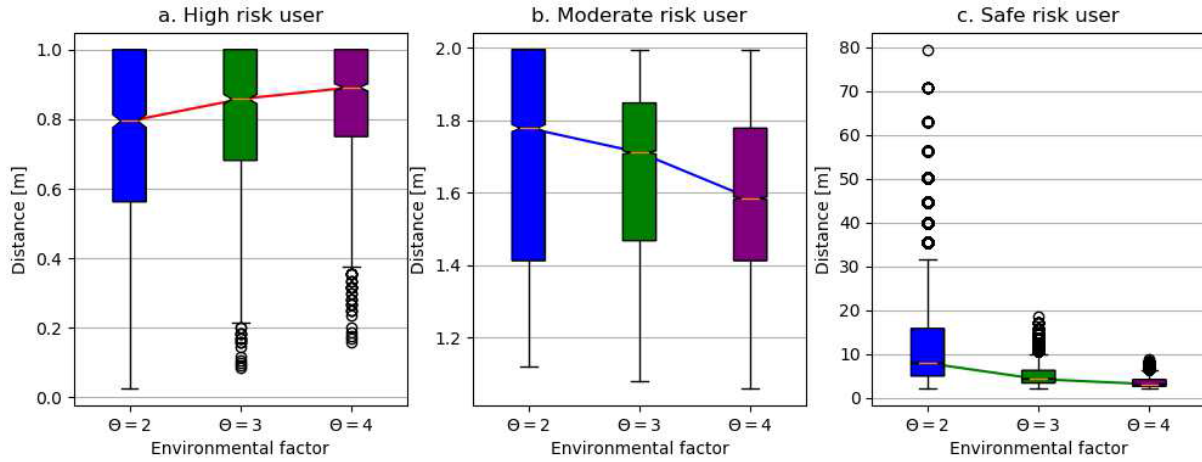 a. High risk user
1.0
0.8
0.6
0.4
0.2
0.0
Distance [m]
Θ = 2
Θ = 3
Θ = 4
Environmental factor
b. Moderate risk user
2.0
1.8
1.6
1.4
1.2
Distance [m]
Θ = 2
Θ = 3
Θ = 4
Environmental factor
c. Safe risk user
80
70
60
50
40
30
20
10
0
Distance [m]
Θ = 2
Θ = 3
Θ = 4
Environmental factor